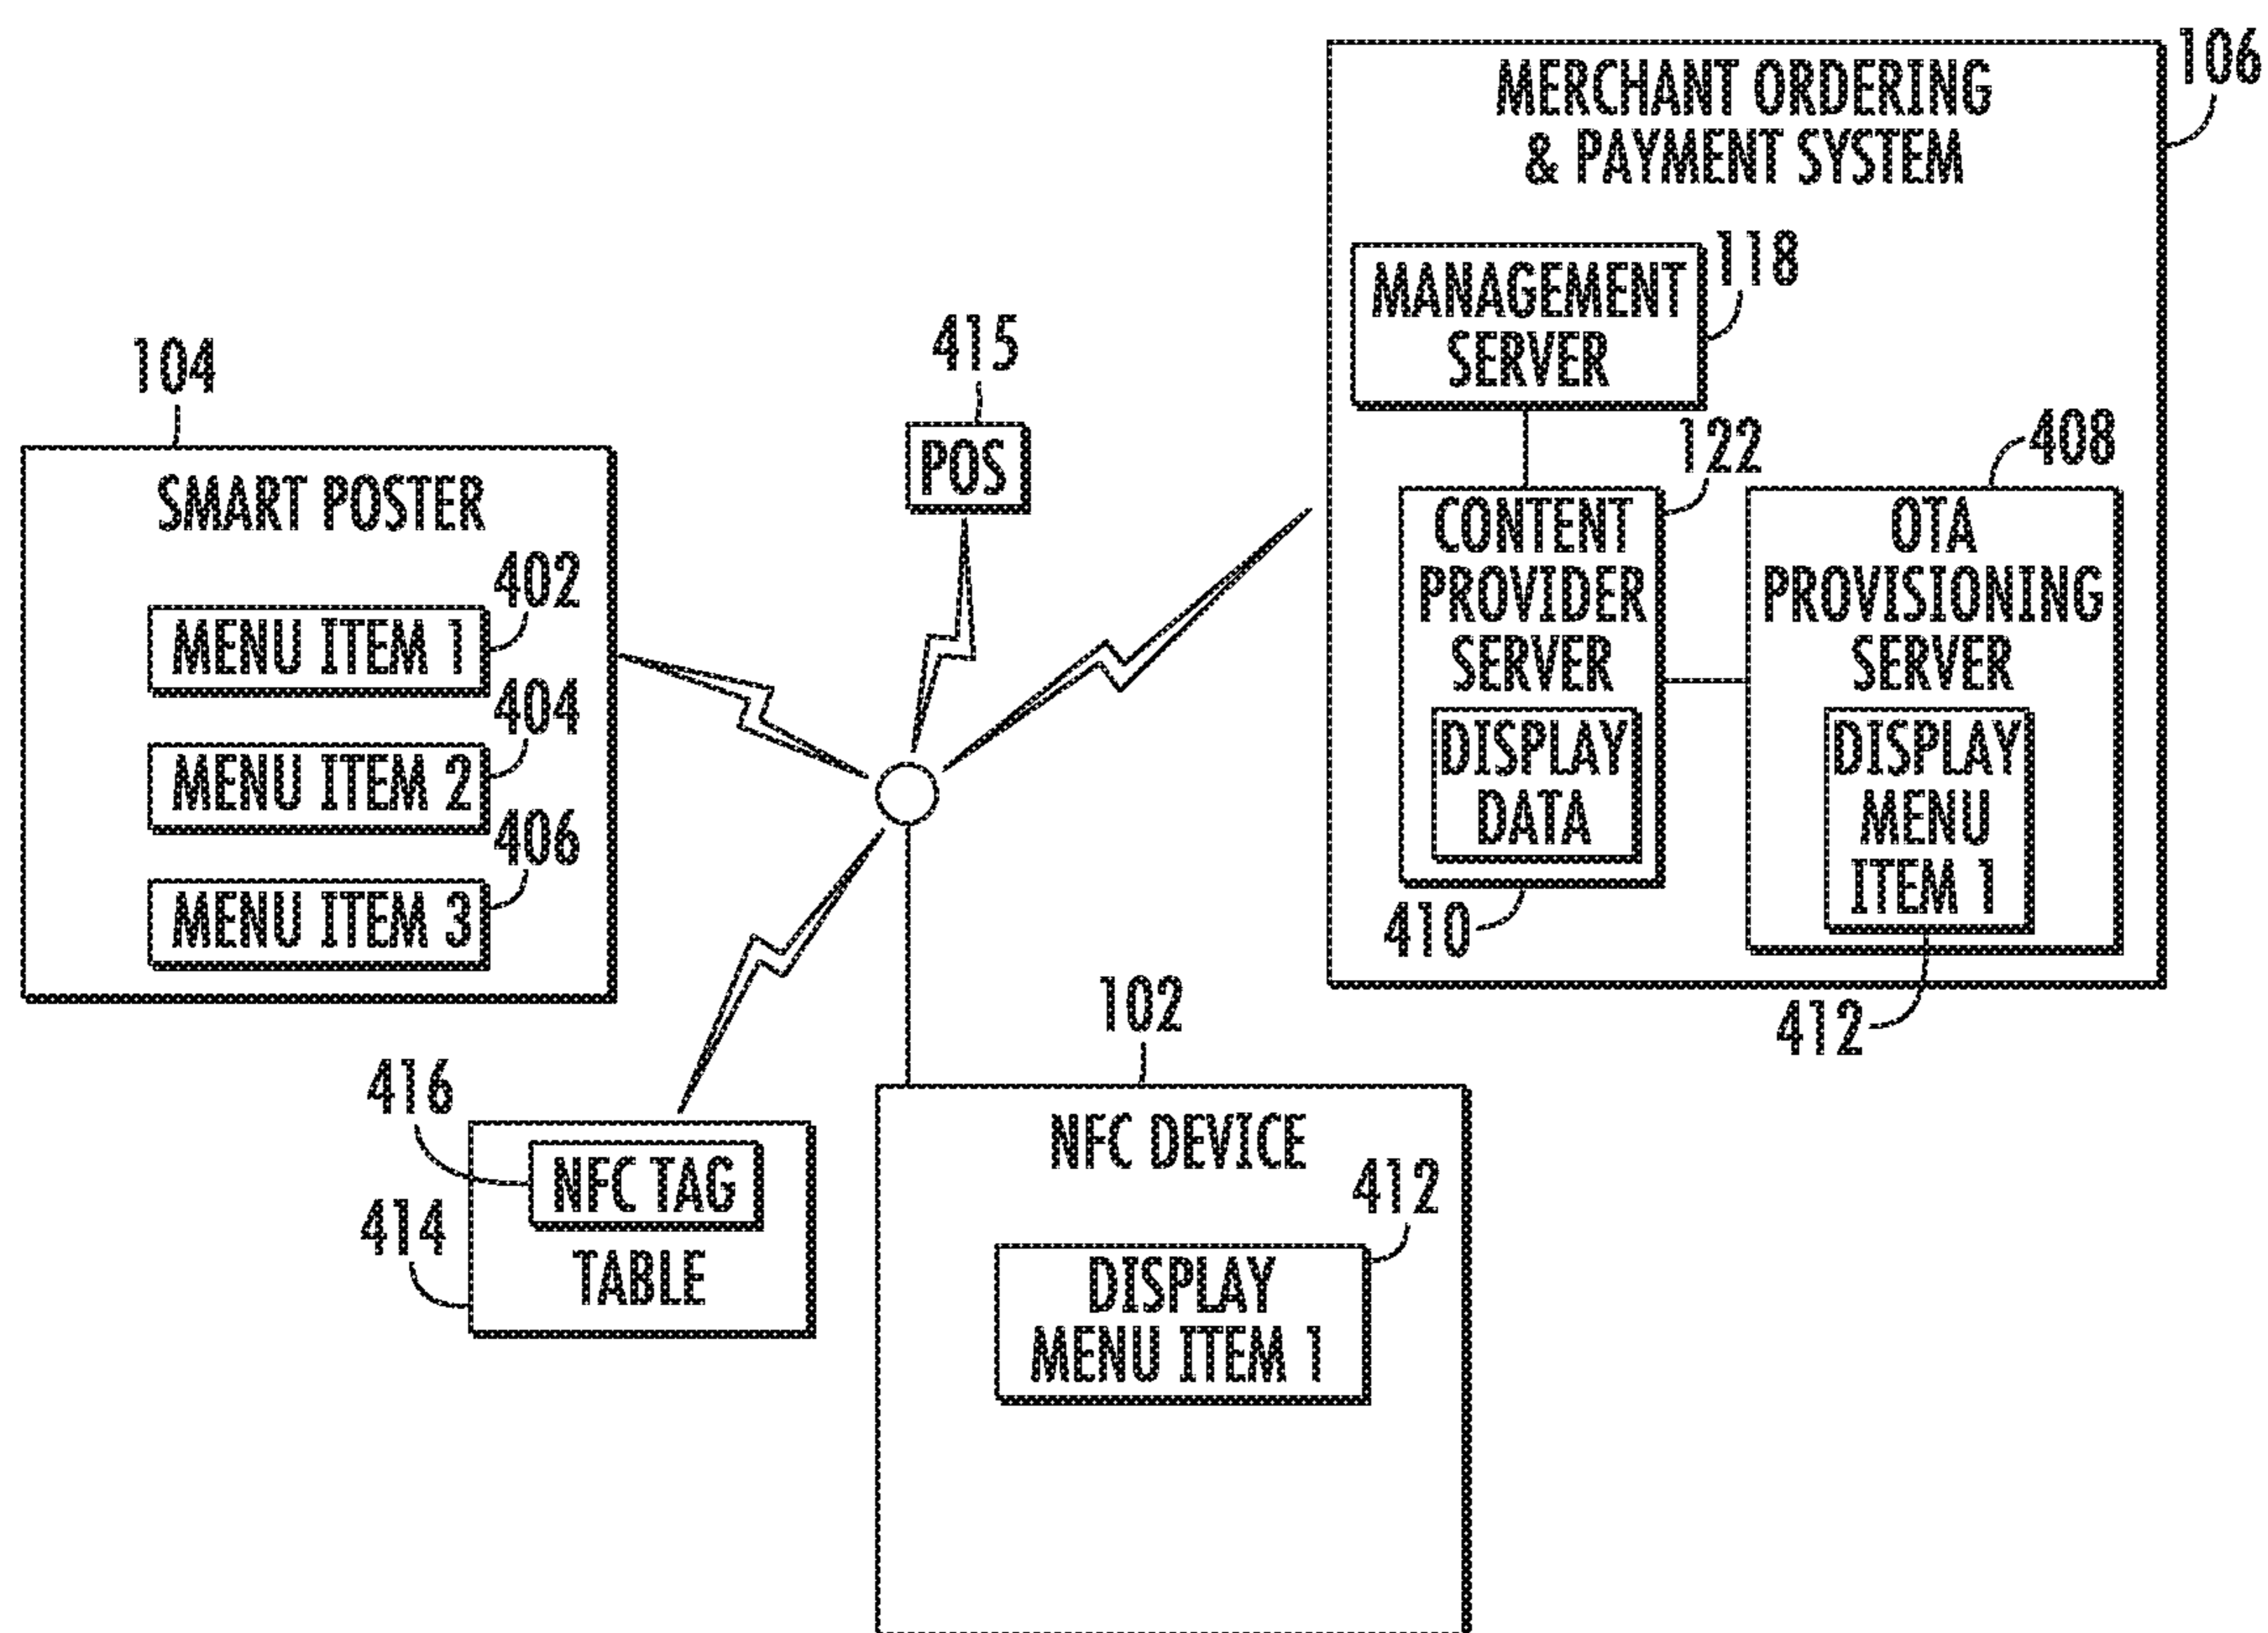 106
MERCHANT ORDERING
& PAYMENT SYSTEM
118
MANAGEMENT
SERVER
122
CONTENT
PROVIDER
SERVER
DISPLAY
DATA
410
408
OTA
PROVISIONING
SERVER
DISPLAY
MENU
ITEM 1
412
415
POS
104
SMART POSTER
402
MENU ITEM 1
404
MENU ITEM 2
406
MENU ITEM 3
416
NFC TAG
414
TABLE
102
NFC DEVICE
412
DISPLAY
MENU ITEM 1